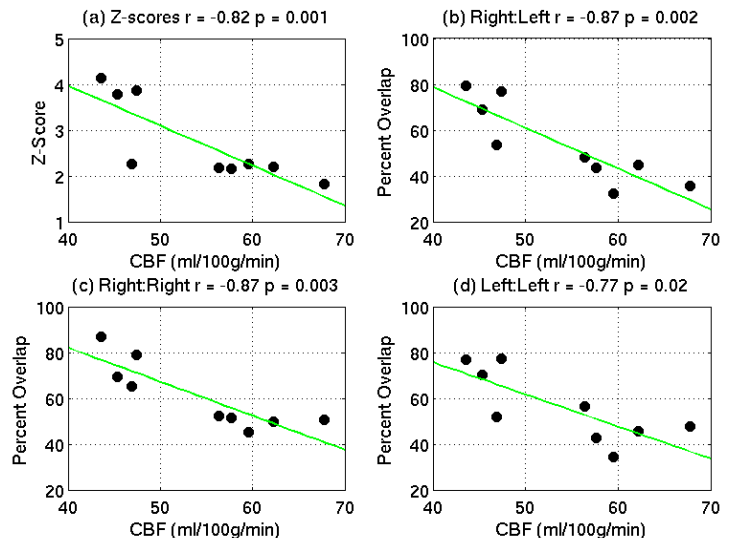 (a) Z-scores r = -0.82 p = 0.001
5
4
3
2
1
Z-Score
40 50 60 70
CBF (ml/100g/min)
(b) Right:Left r = -0.87 p = 0.002
100
80
60
40
20
Percent Overlap
40 50 60 70
CBF (ml/100g/min)
(c) Right:Right r = -0.87 p = 0.003
100
80
60
40
20
Percent Overlap
40 50 60 70
CBF (ml/100g/min)
(d) Left:Left r = -0.77 p = 0.02
100
80
60
40
20
Percent Overlap
40 50 60 70
CBF (ml/100g/min)